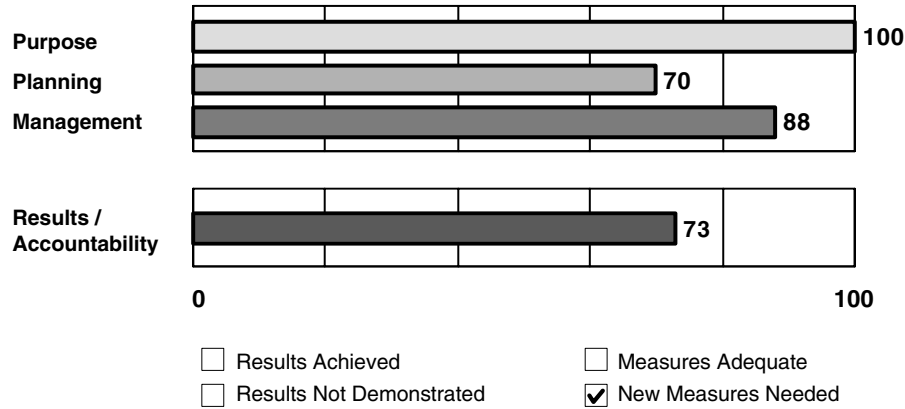 Purpose 100
Planning 70
Management 88
Results / 
Accountability 73
0 100
Results Achieved Measures Adequate
Results Not Demonstrated New Measures Needed